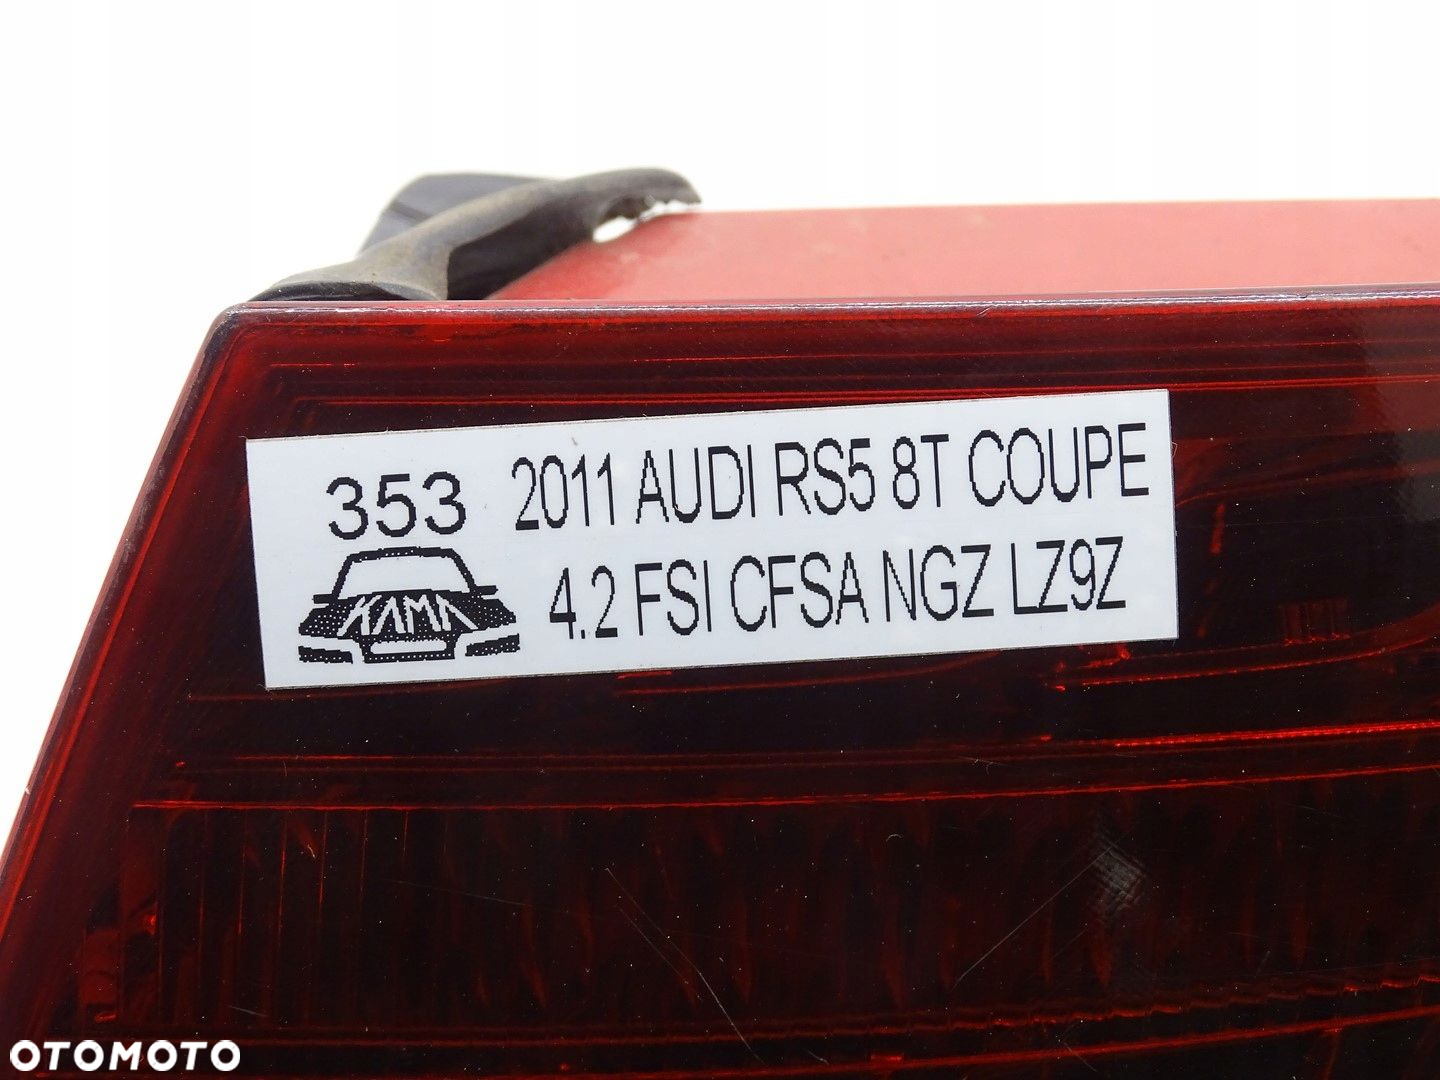 353
2011 AUDI RS5 8T COUPE
KAMA
4.2 FSI CFSA NGZ LZ9Z
OTOMOTO